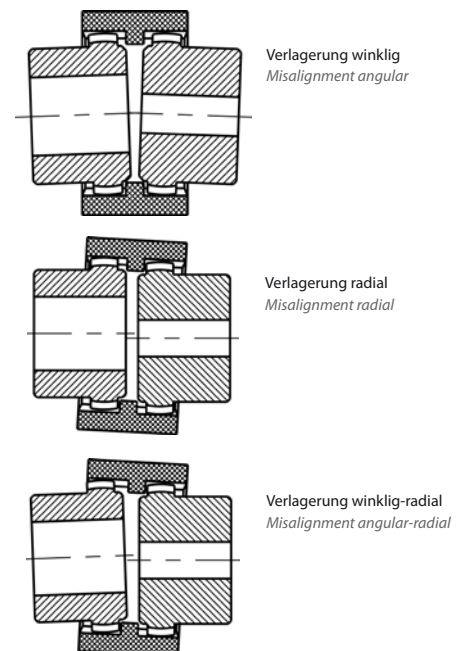 Verlagerung winklig
Misalignment angular
Verlagerung radial
Misalignment radial
Verlagerung winklig-radial
Misalignment angular-radial